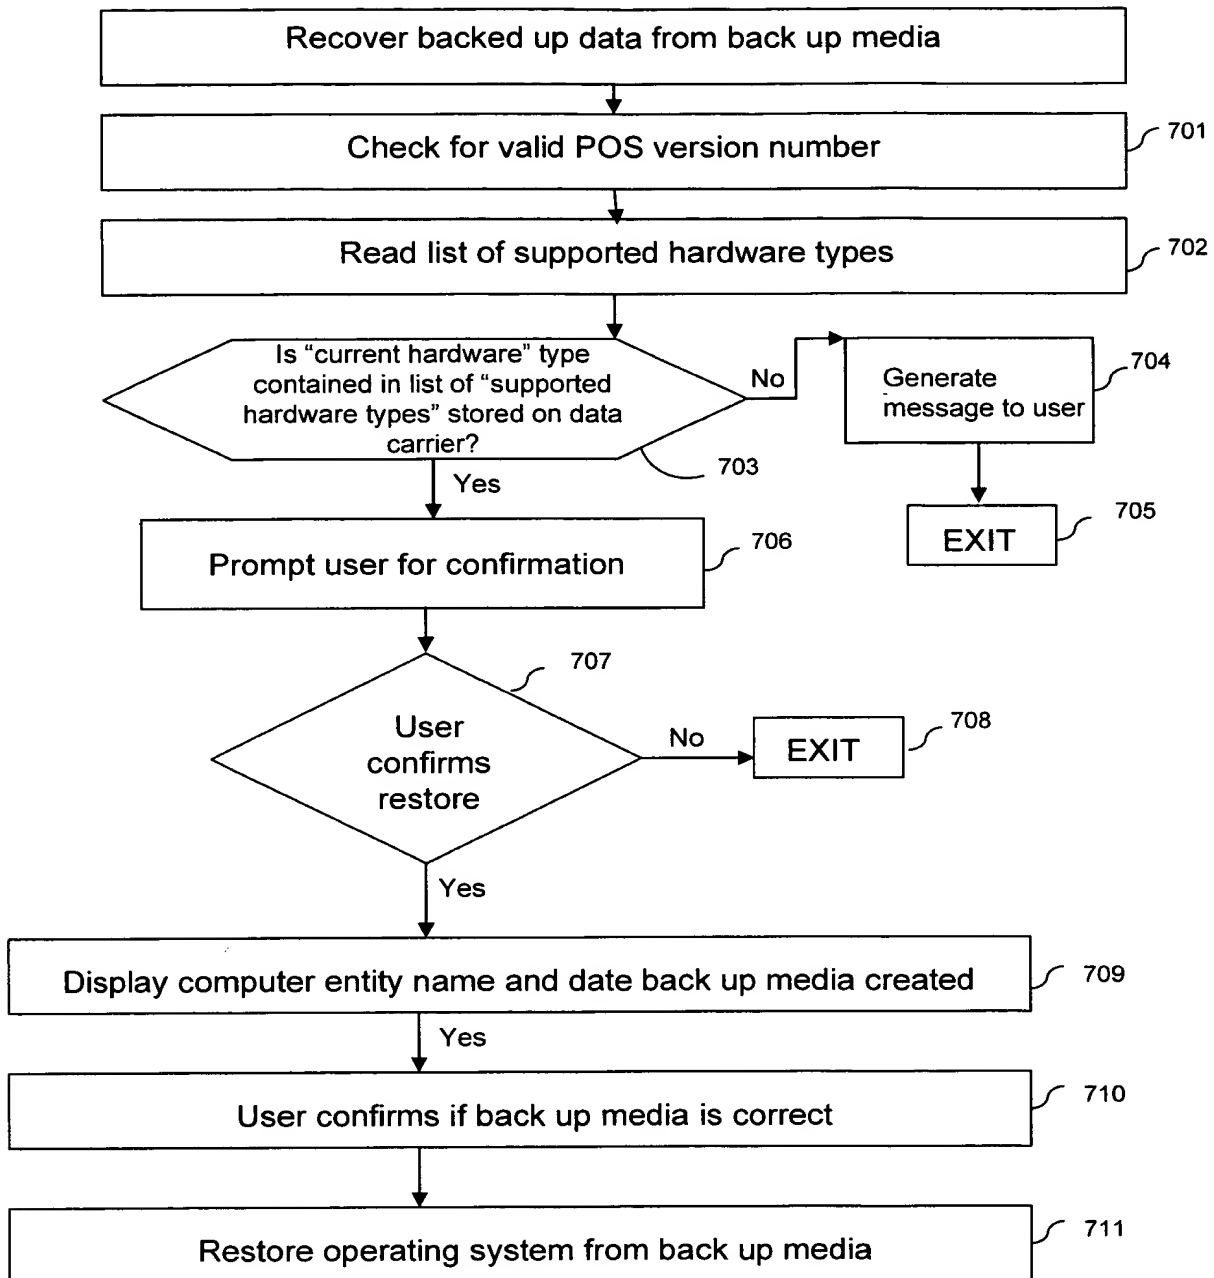 Recover backed up data from back up media
Check for valid POS version number
701
Read list of supported hardware types
702
Is “current hardware” type
contained in list of “supported
hardware types” stored on data
carrier?
703
No
Generate
message to user
704
EXIT
705
Yes
Prompt user for confirmation
706
User
confirms
restore
707
No
EXIT
708
Yes
Display computer entity name and date back up media created
709
Yes
User confirms if back up media is correct
710
Restore operating system from back up media
711